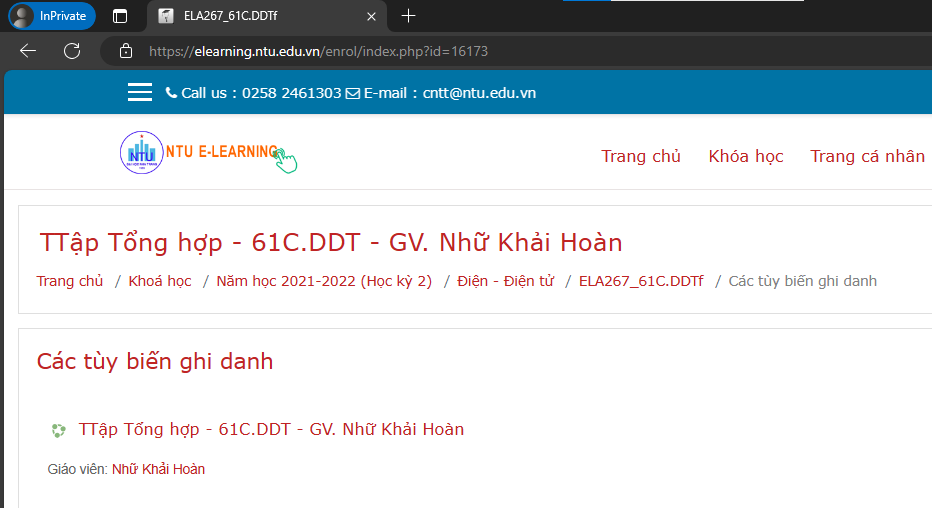 InPrivate
ELA267_61C.DDTf
https://elearning.ntu.edu.vn/enrol/index.php?id=16173
Call us : 0258 2461303 E-mail : cntt@ntu.edu.vn
NTU
NTU E-LEARNING
Trang chủ Khóa học Trang cá nhân
TTập Tổng hợp - 61C.DDT - GV. Nhữ Khải Hoàn
Trang chủ / Khoá học / Năm học 2021-2022 (Học kỳ 2) / Điện - Điện tử / ELA267_61C.DDTf / Các tùy biến ghi danh
Các tùy biến ghi danh
TTập Tổng hợp - 61C.DDT - GV. Nhữ Khải Hoàn
Giáo viên: Nhữ Khải Hoàn